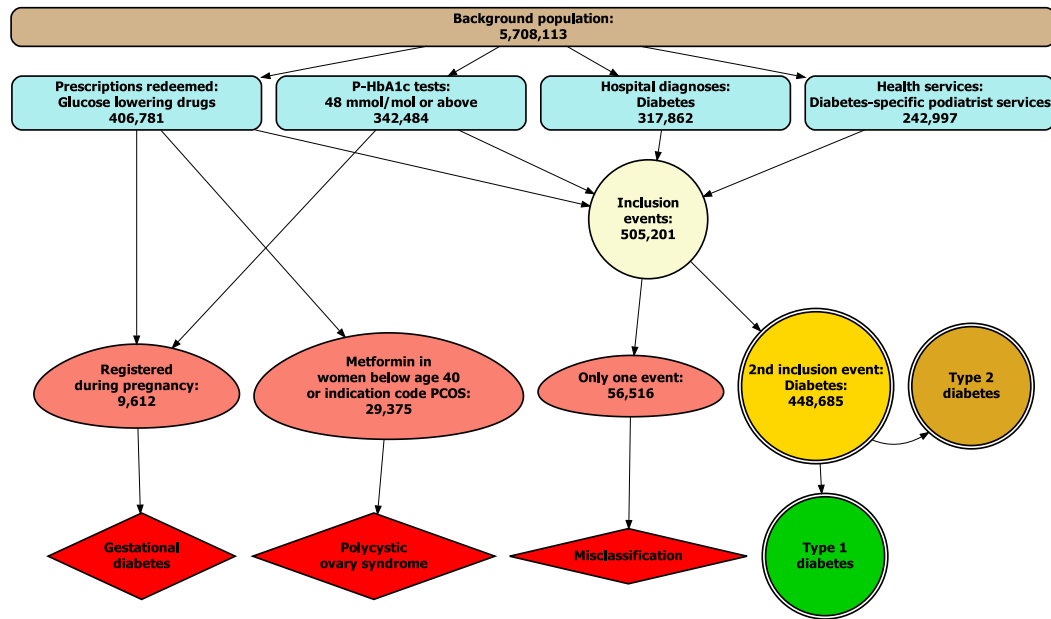 Background population:
5,708,113
Prescriptions redeemed:
Glucose lowering drugs
406,781
P-HbA1c tests:
48 mmol/mol or above
342,484
Hospital diagnoses:
Diabetes
317,862
Health services:
Diabetes-specific podiatrist services
242,997
Inclusion
events:
505,201
Registered
during pregnancy:
9,612
Metformin in
women below age 40
or indication code PCOS:
29,375
Only one event:
56,516
2nd inclusion event:
Diabetes:
448,685
Type 2
diabetes
Gestational
diabetes
Polycystic
ovary syndrome
Misclassification
Type 1
diabetes